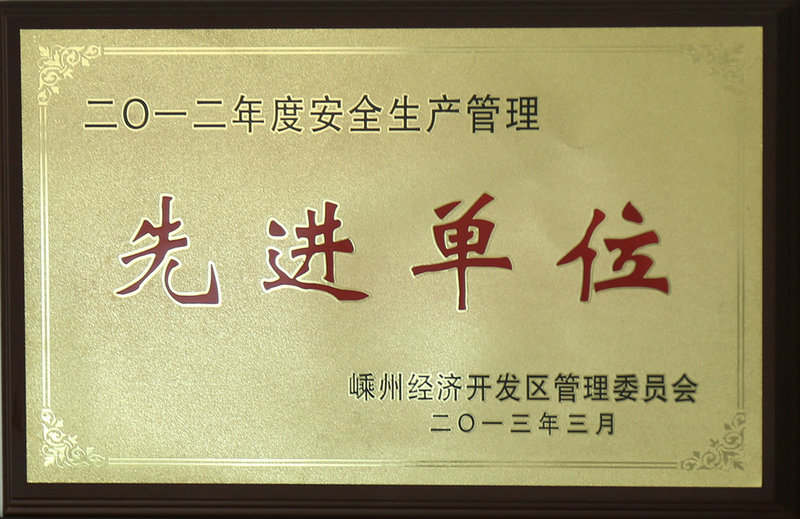 二〇一二年度安全生产管理
先进单位
嵊州经济开发区管理委员会
二〇一三年三月